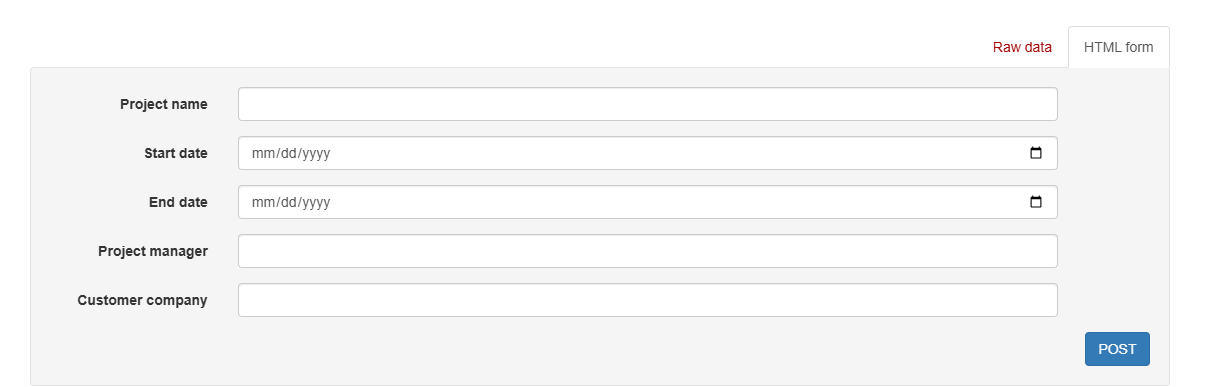 Raw data HTML form
Project name
Start date mm/dd/yyyy
End date mm/dd/yyyy
Project manager
Customer company
POST